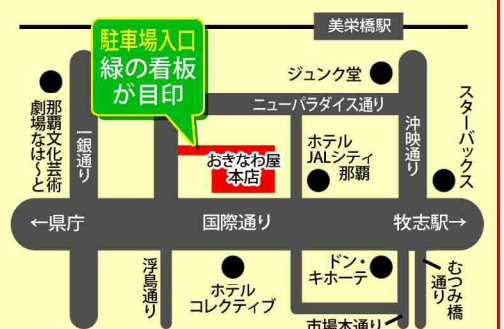 美栄橋駅
駐車場入口
緑の看板
が目印
ジュンク堂
ニューパラダイス通り
那覇文化芸術
劇場なは～と
一銀通り
おきなわ屋
本店
ホテル
JALシティ
那覇
沖映通り
スターバックス
←県庁
国際通り
牧志駅→
浮島通り
ホテル
コレクティブ
ドン・
キホーテ
むつみ橋
通り
市場本通り